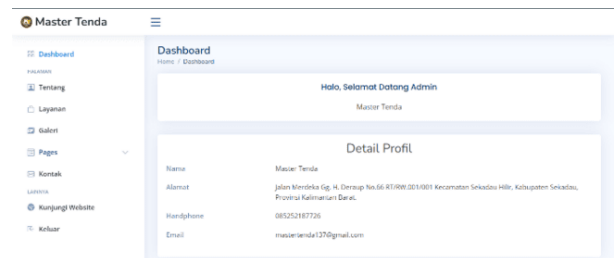 Master Tenda
Dashboard
Tentang
Layanan
Galeri
Pages
Kontak
LAINNYA
Kunjungi Website
Keluar
Dashboard
Home / Dashboard
Halo, Selamat Datang Admin
Master Tenda
Detail Profil
Nama Master Tenda
Alamat Jalan Merdeka Gg. H. Deraup No.66 RT/RW.001/001 Kecamatan Sekadau Hilir, Kabupaten Sekadau,
Provinsi Kalimantan Barat.
Handphone 085252187726
Email mastertenda137@gmail.com